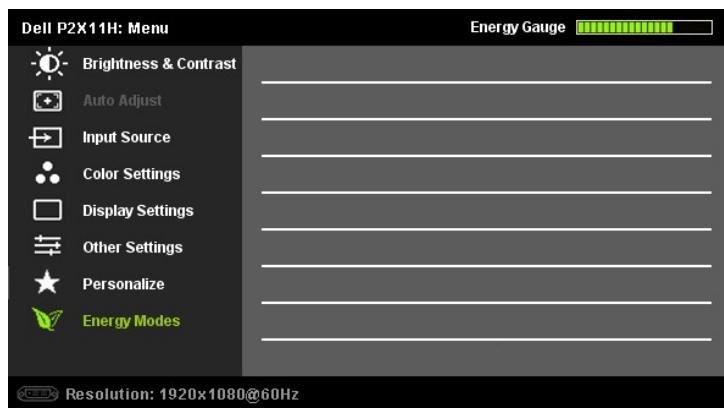 Dell P2X11H: Menu Energy Gauge
Brightness & Contrast
Auto Adjust
Input Source
Color Settings
Display Settings
Other Settings
Personalize
Energy Modes
Resolution: 1920x1080@60Hz